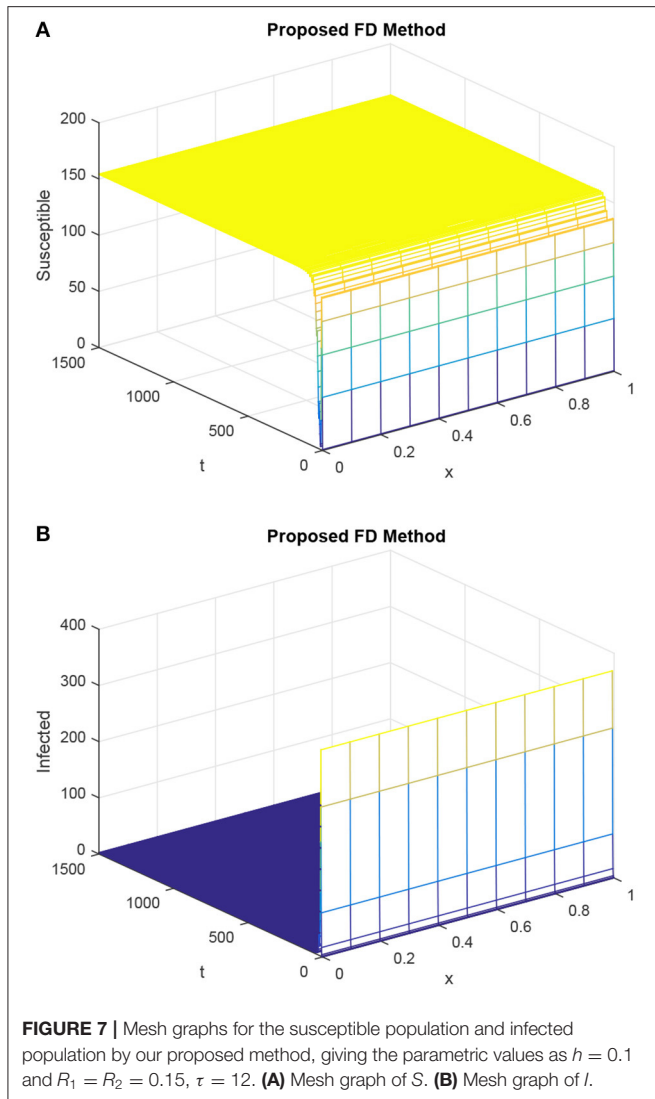 A
Proposed FD Method
200
150
100
50
0
Susceptible
1500
1000
500
0
t
0
0.2
0.4
0.6
0.8
1
x
B
Proposed FD Method
400
300
200
100
0
Infected
1500
1000
500
0
t
0
0.2
0.4
0.6
0.8
1
x
FIGURE 7 | Mesh graphs for the susceptible population and infected
population by our proposed method, giving the parametric values as h = 0.1
and R₁ = R₂ = 0.15, τ = 12. (A) Mesh graph of S. (B) Mesh graph of I.